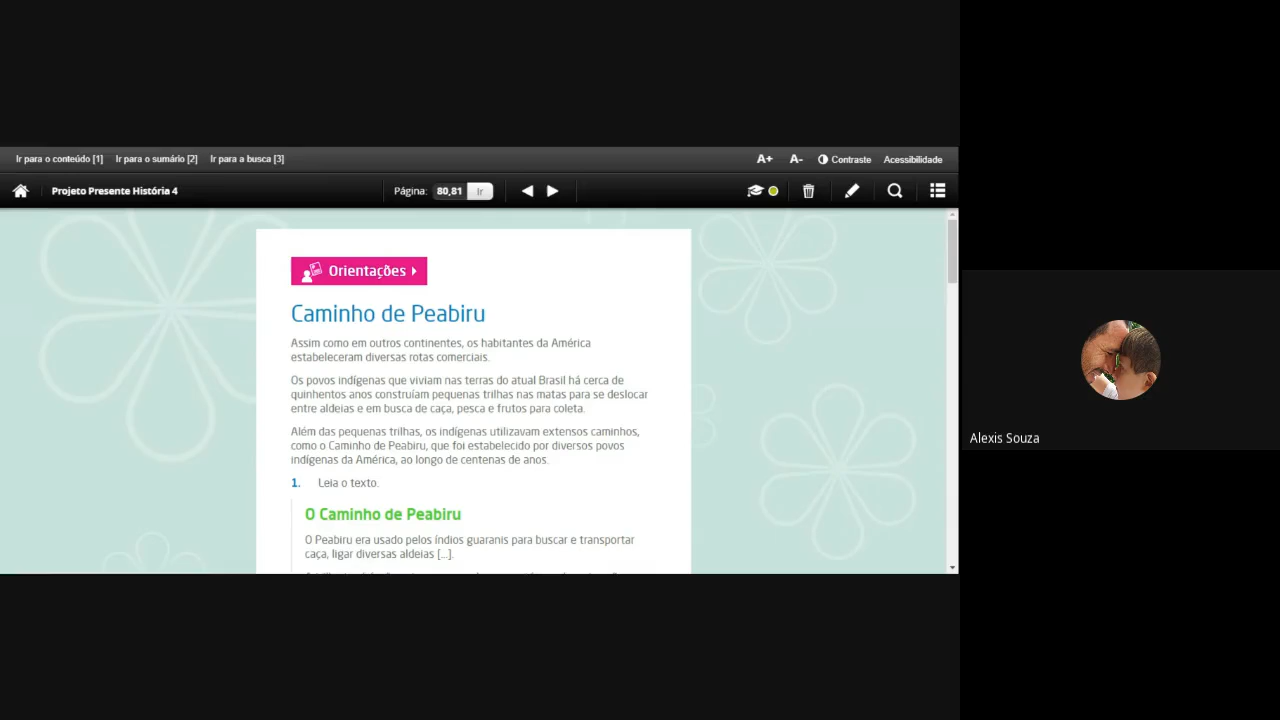 Ir para o conteúdo [1] Ir para o sumário [2] Ir para a busca [3] A+ A- Contraste Acessibilidade
Projeto Presente História 4 Página: 80,81 Ir
Orientações
Caminho de Peabiru
Assim como em outros continentes, os habitantes da América
estabeleceram diversas rotas comerciais.
Os povos indígenas que viviam nas terras do atual Brasil há cerca de
quinhentos anos construíam pequenas trilhas nas matas para se deslocar
entre aldeias e em busca de caça, pesca e frutos para coleta.
Além das pequenas trilhas, os indígenas utilizavam extensos caminhos,
como o Caminho de Peabiru, que foi estabelecido por diversos povos
indígenas da América, ao longo de centenas de anos.
1. Leia o texto.
O Caminho de Peabiru
O Peabiru era usado pelos índios guaranis para buscar e transportar
caça, ligar diversas aldeias [...].
Alexis Souza